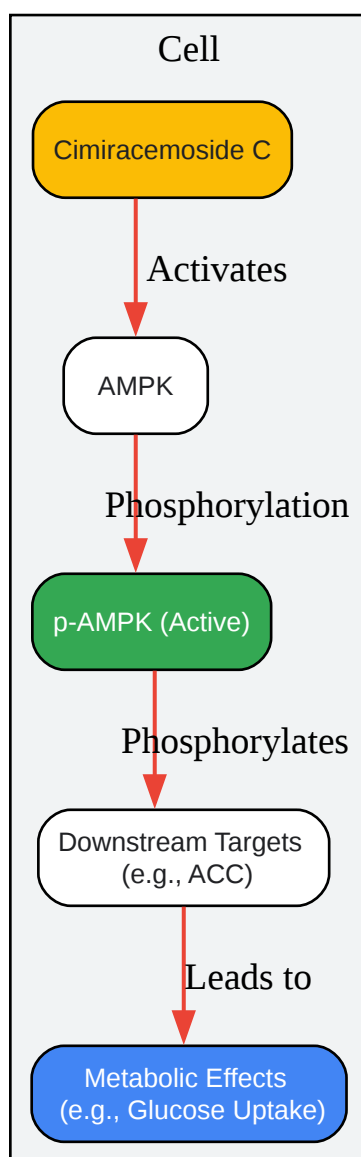 Cell
Cimiracemoside C
Activates
AMPK
Phosphorylation
p-AMPK (Active)
Phosphorylates
Downstream Targets
(e.g., ACC)
Leads to
Metabolic Effects
(e.g., Glucose Uptake)